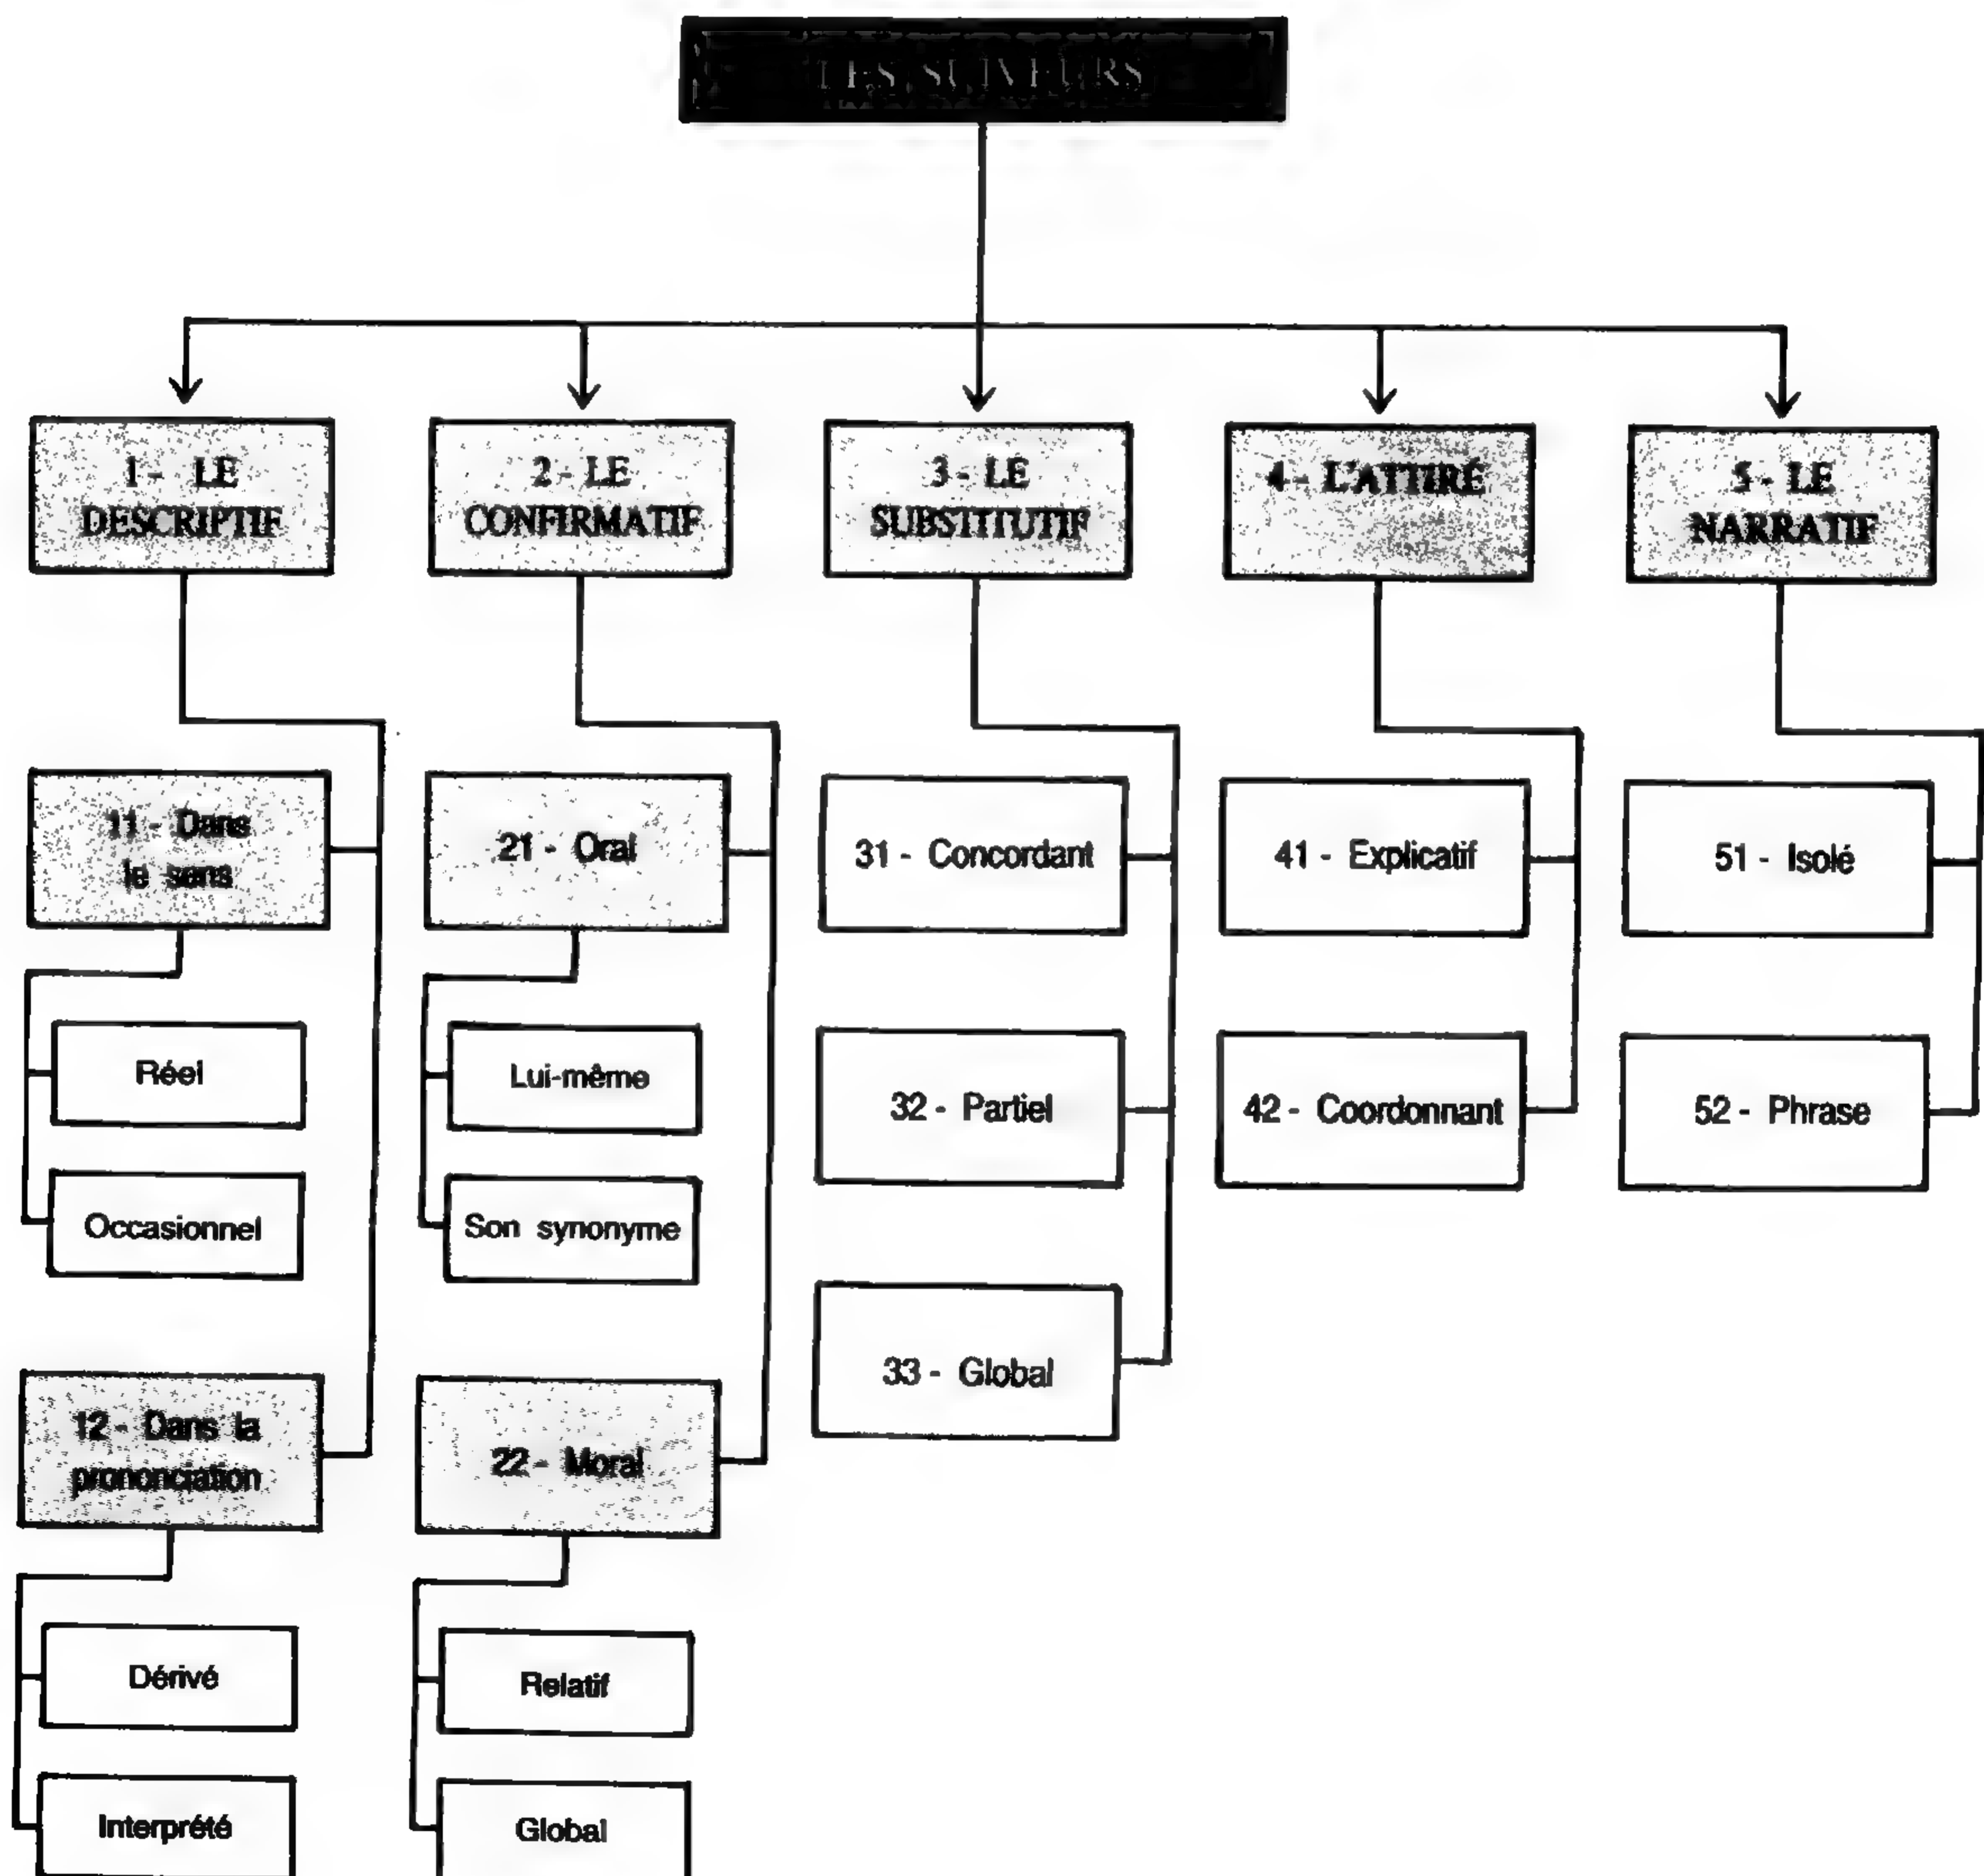 LES SUIVEURS
1 - LE
DESCRIPTIF
2 - LE
CONFIRMATIF
3 - LE
SUBSTITUTIF
4 - L'ATTIRÉ
5 - LE
NARRATIF
11 - Dans
le sens
21 - Oral
31 - Concordant
41 - Explicatif
51 - Isolé
Réel
Lui-même
32 - Partiel
42 - Coordonnant
52 - Phrase
Occasionnel
Son synonyme
33 - Global
12 - Dans la
prononciation
22 - Moral
Dérivé
Relatif
Interprété
Global